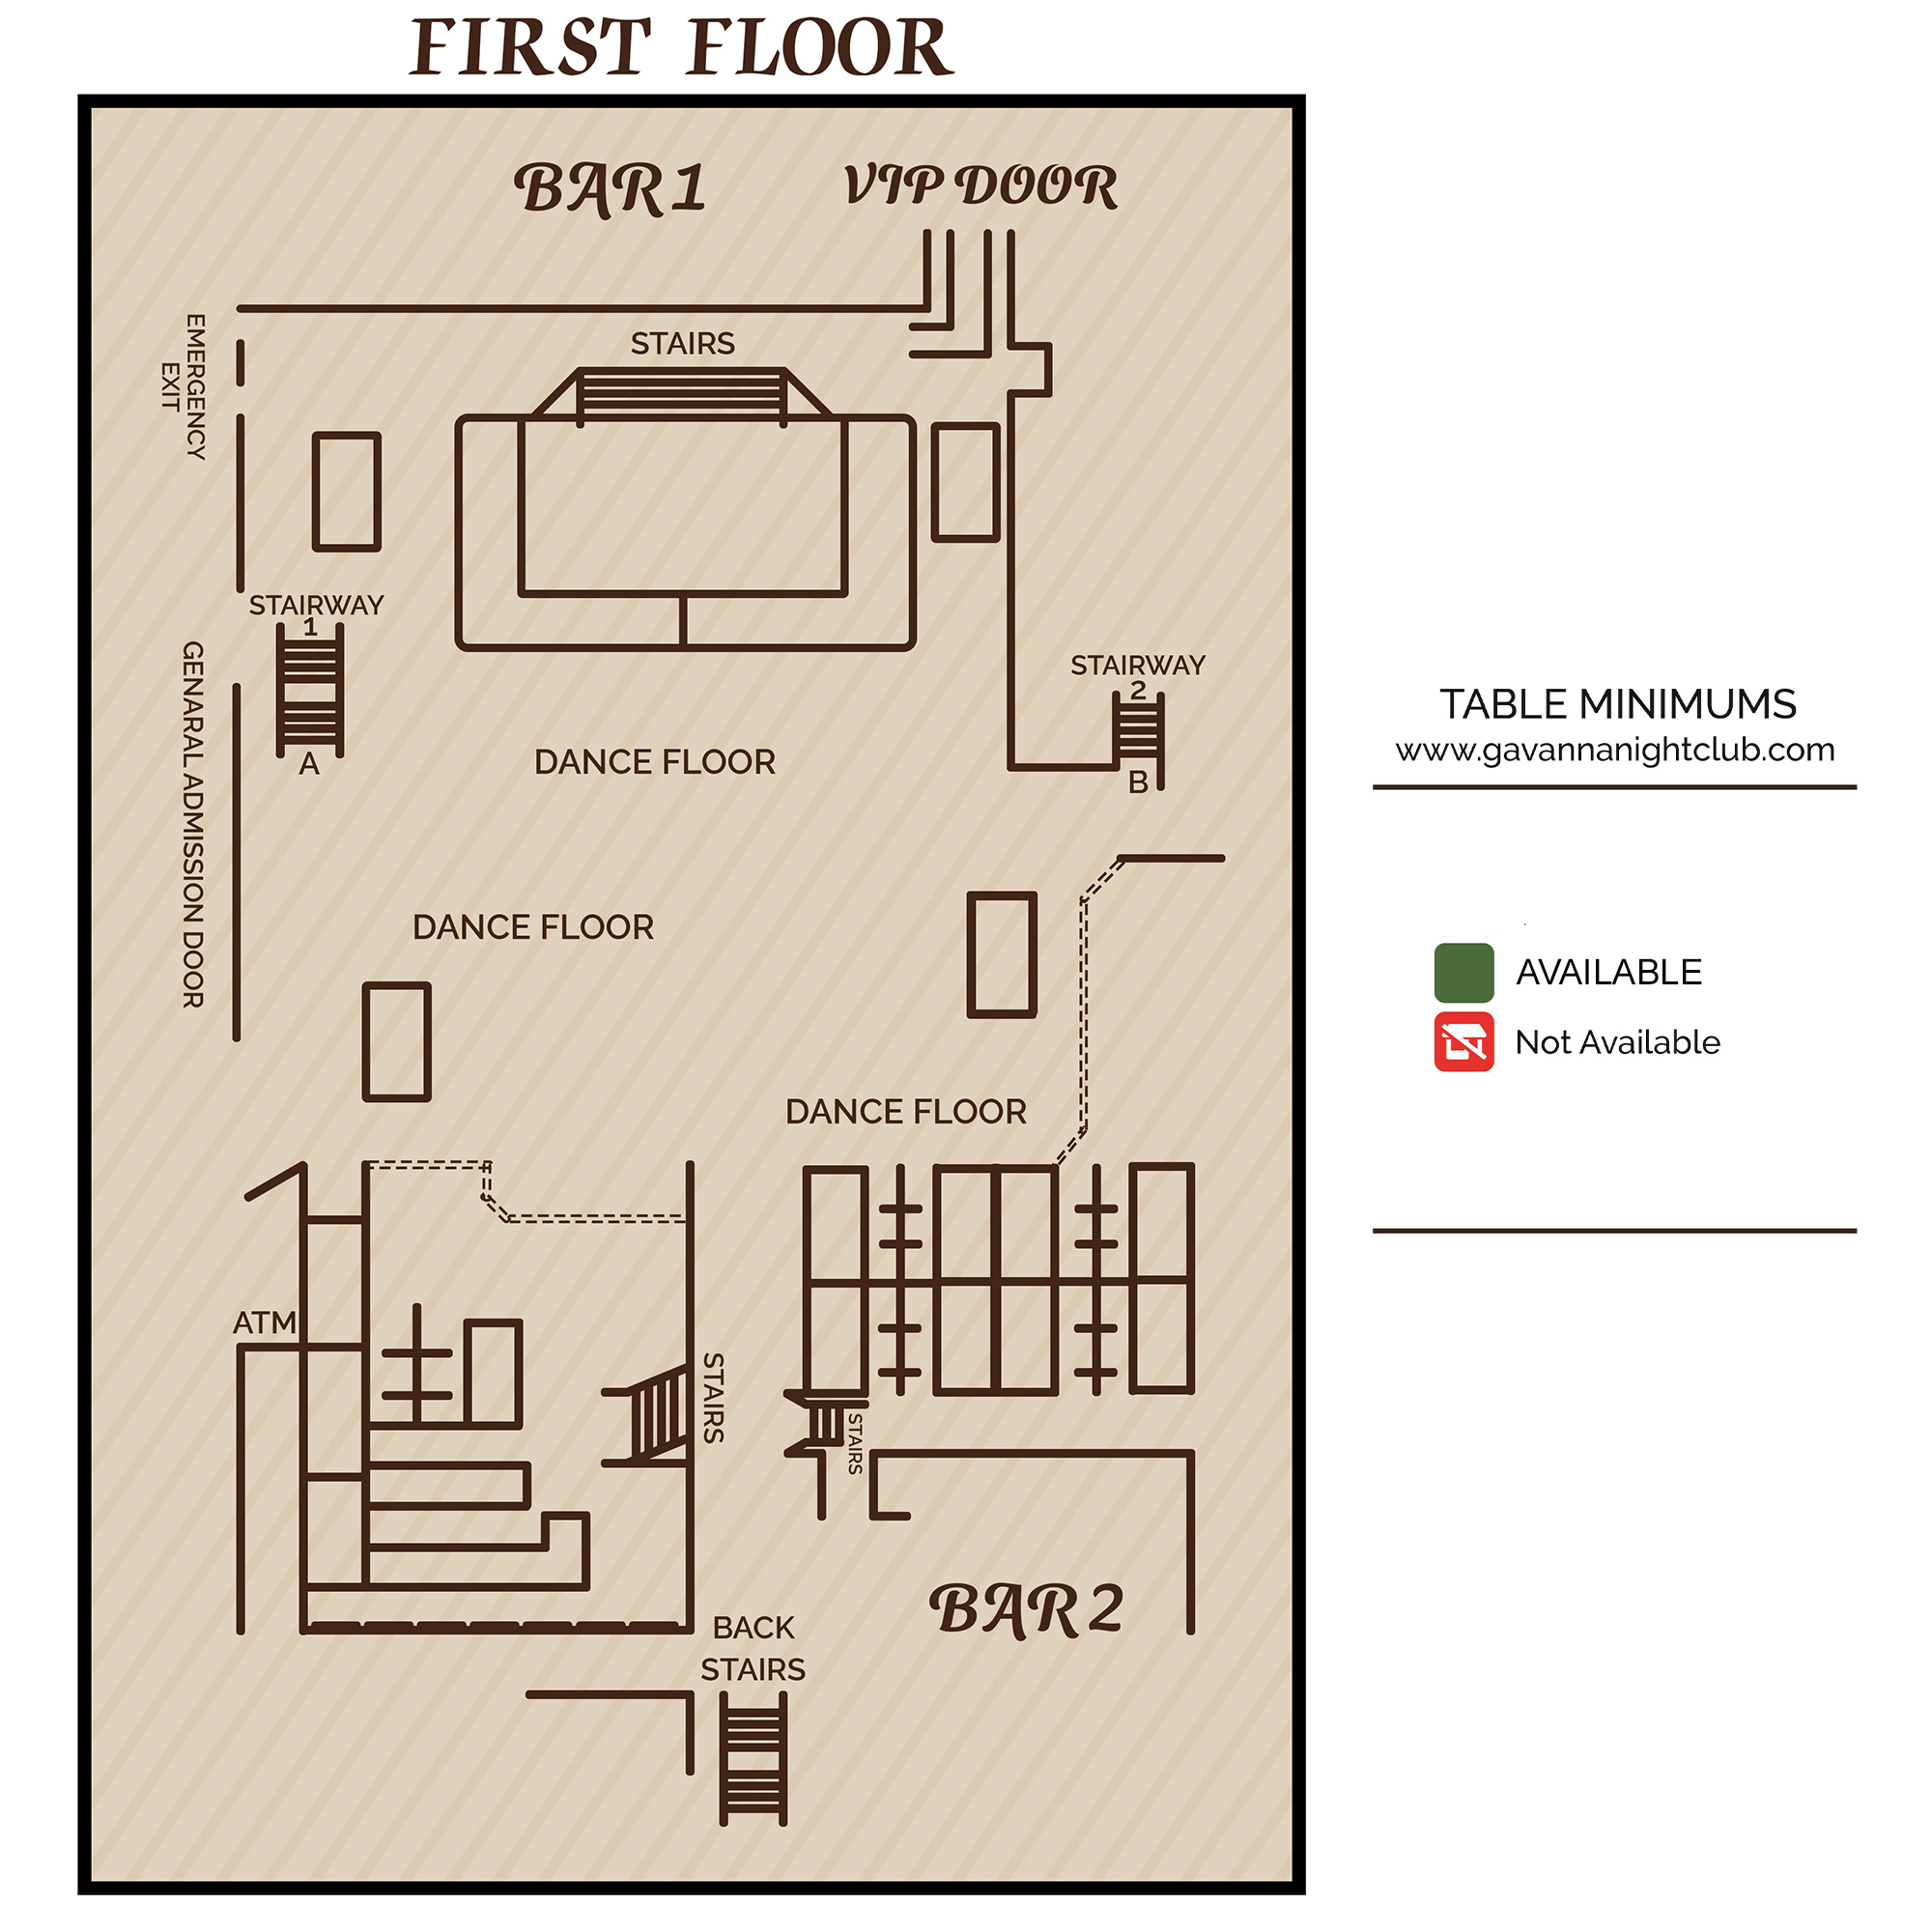 FIRST FLOOR
BAR 1
VIP DOOR
EMERGENCY
EXIT
STAIRS
STAIRWAY
1
A
GENARAL ADMISSION DOOR
STAIRWAY
2
B
DANCE FLOOR
DANCE FLOOR
DANCE FLOOR
ATM
STAIRS
STAIRS
BAR 2
BACK
STAIRS
TABLE MINIMUMS
www.gavannanightclub.com
AVAILABLE
Not Available